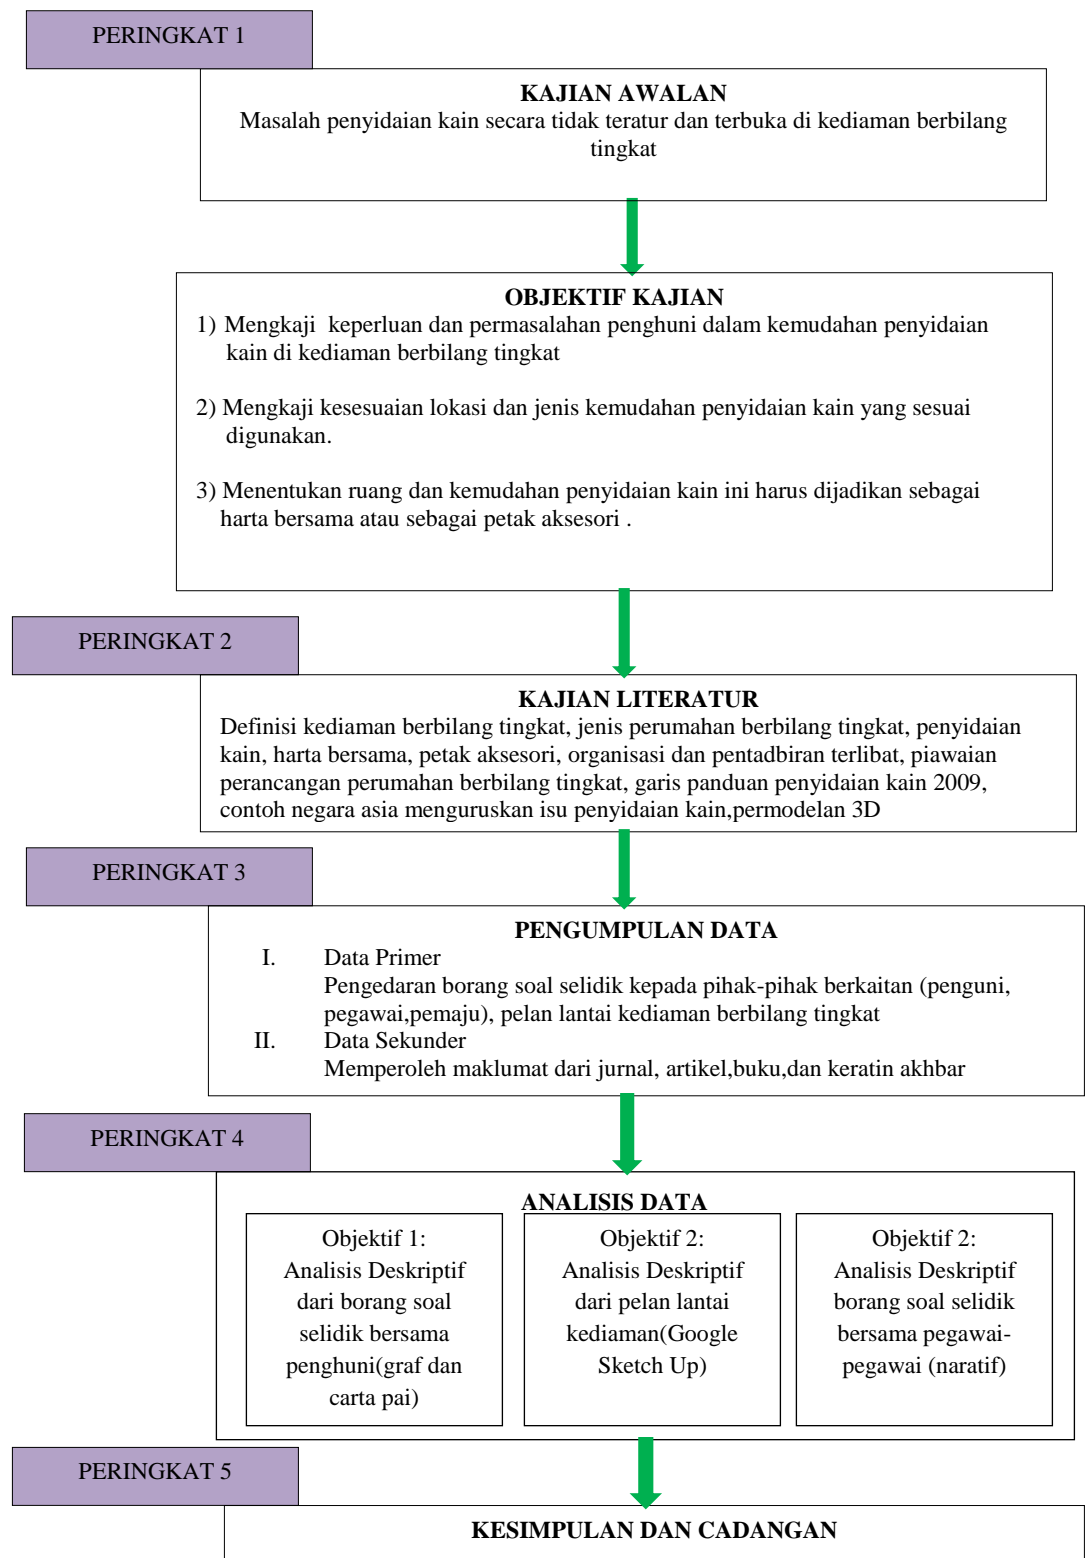 PERINGKAT 1
KAJIAN AWALAN
Masalah penyidaian kain secara tidak teratur dan terbuka di kediaman berbilang
tingkat
OBJEKTIF KAJIAN
1) Mengkaji keperluan dan permasalahan penghuni dalam kemudahan penyidaian
kain di kediaman berbilang tingkat
2) Mengkaji kesesuaian lokasi dan jenis kemudahan penyidaian kain yang sesuai
digunakan.
3) Menentukan ruang dan kemudahan penyidaian kain ini harus dijadikan sebagai
harta bersama atau sebagai petak aksesori .
PERINGKAT 2
KAJIAN LITERATUR
Definisi kediaman berbilang tingkat, jenis perumahan berbilang tingkat, penyidaian
kain, harta bersama, petak aksesori, organisasi dan pentadbiran terlibat, piawaian
perancangan perumahan berbilang tingkat, garis panduan penyidaian kain 2009,
contoh negara asia menguruskan isu penyidaian kain,permodelan 3D
PERINGKAT 3
PENGUMPULAN DATA
I. Data Primer
Pengedaran borang soal selidik kepada pihak-pihak berkaitan (penguni,
pegawai,pemaju), pelan lantai kediaman berbilang tingkat
II. Data Sekunder
Memperoleh maklumat dari jurnal, artikel,buku,dan keratin akhbar
PERINGKAT 4
ANALISIS DATA
Objektif 1:
Analisis Deskriptif
dari borang soal
selidik bersama
penghuni(graf dan
carta pai)
Objektif 2:
Analisis Deskriptif
dari pelan lantai
kediaman(Google
Sketch Up)
Objektif 2:
Analisis Deskriptif
borang soal selidik
bersama pegawai-
pegawai (naratif)
PERINGKAT 5
KESIMPULAN DAN CADANGAN